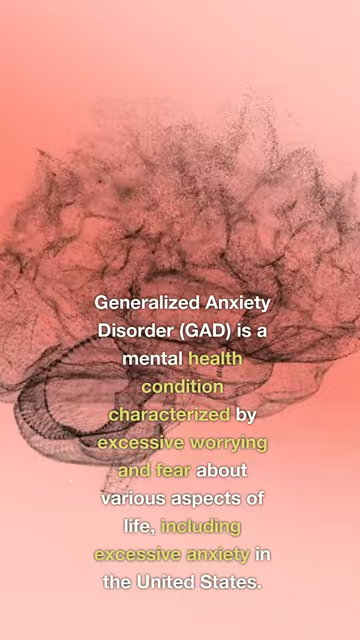 Generalized Anxiety
Disorder (GAD) is a
mental health
condition
characterized by
excessive worrying
and fear about
various aspects of
life, including
excessive anxiety in
the United States.